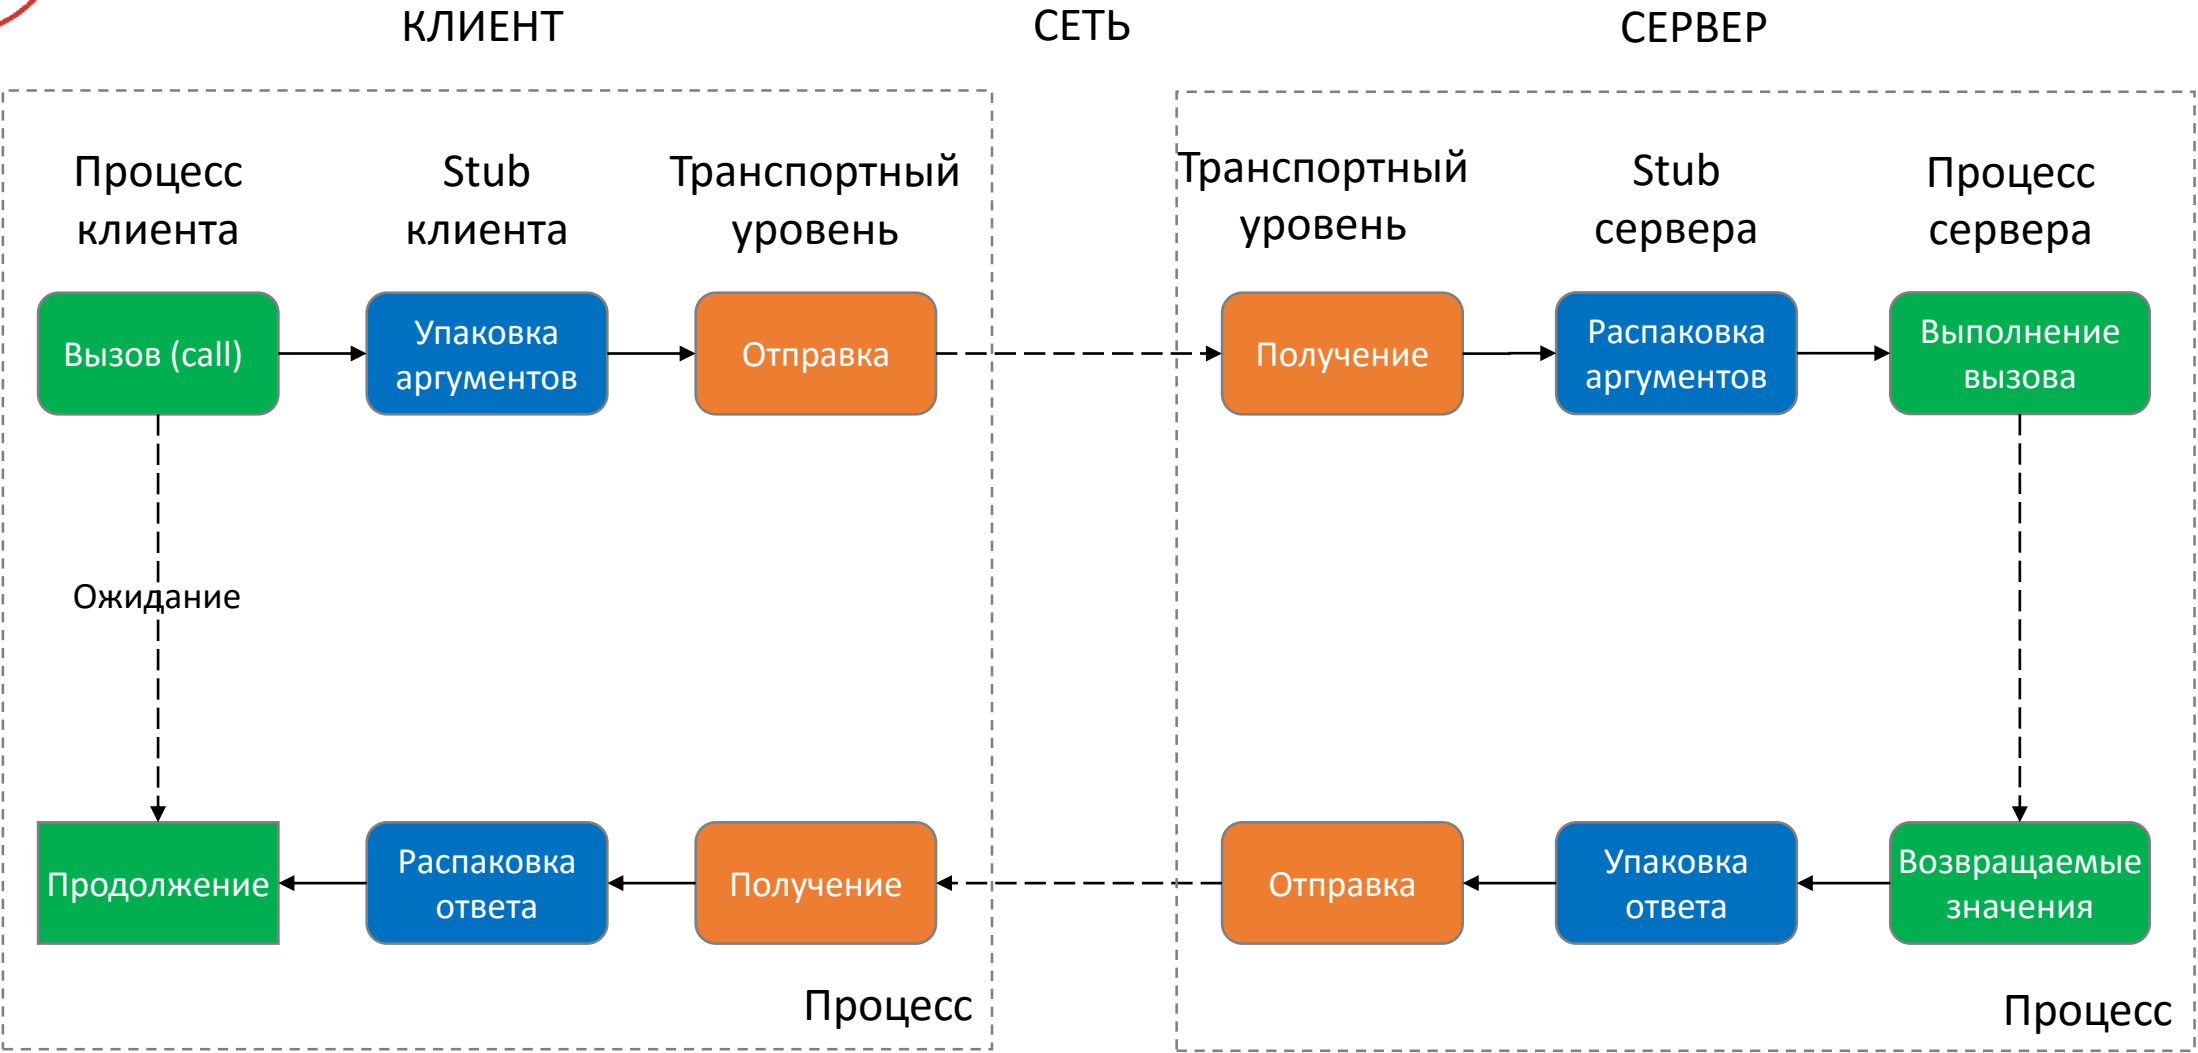 КЛИЕНТ
СЕТЬ
СЕРВЕР
Процесс
клиента
Stub
клиента
Транспортный
уровень
Транспортный
уровень
Stub
сервера
Процесс
сервера
Вызов (call)
Упаковка
аргументов
Отправка
Получение
Распаковка
аргументов
Выполнение
вызова
Ожидание
Продолжение
Распаковка
ответа
Получение
Отправка
Упаковка
ответа
Возвращаемые
значения
Процесс
Процесс